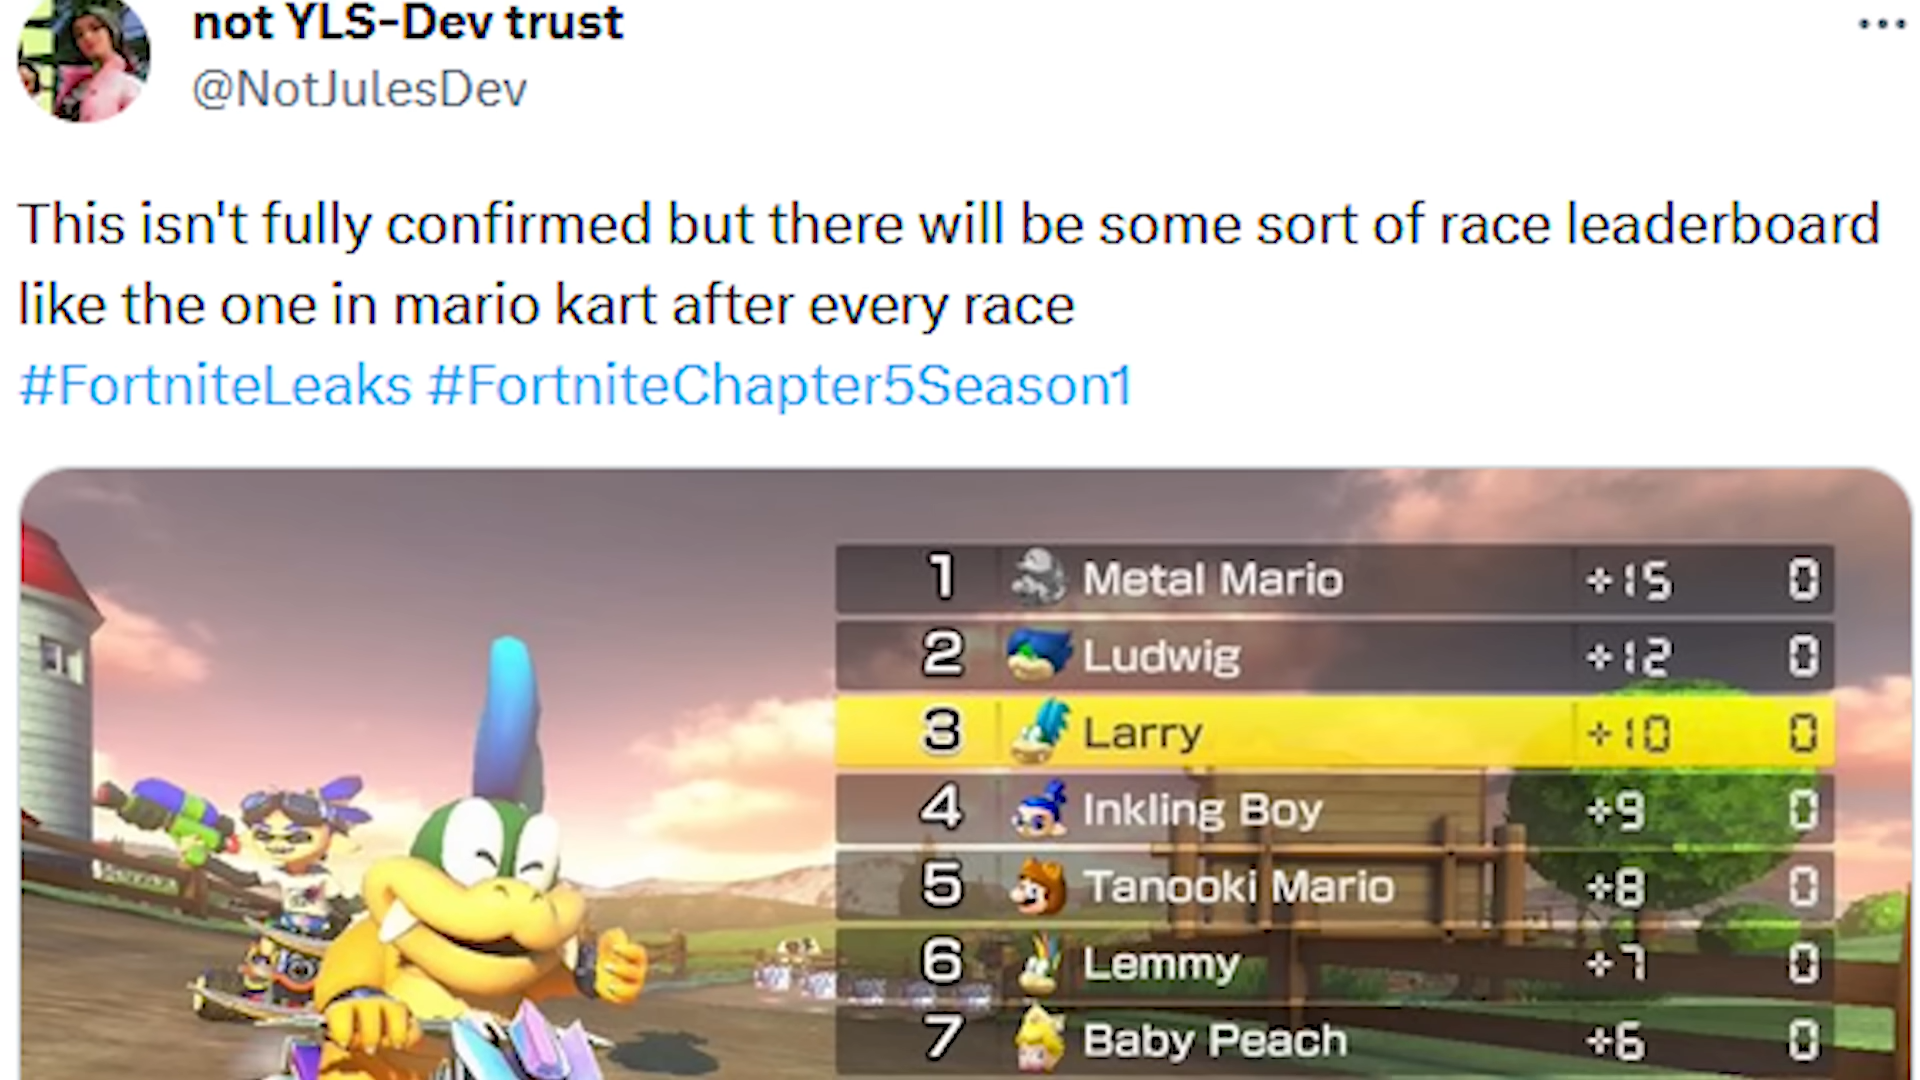 not YLS-Dev trust
@NotJulesDev
This isn't fully confirmed but there will be some sort of race leaderboard
like the one in mario kart after every race
#FortniteLeaks #FortniteChapter5Season1
1 Metal Mario +15 0
2 Ludwig +12 0
3 Larry +10 0
4 Inkling Boy +9 0
5 Tanooki Mario +8 0
6 Lemmy +7 0
7 Baby Peach +6 0